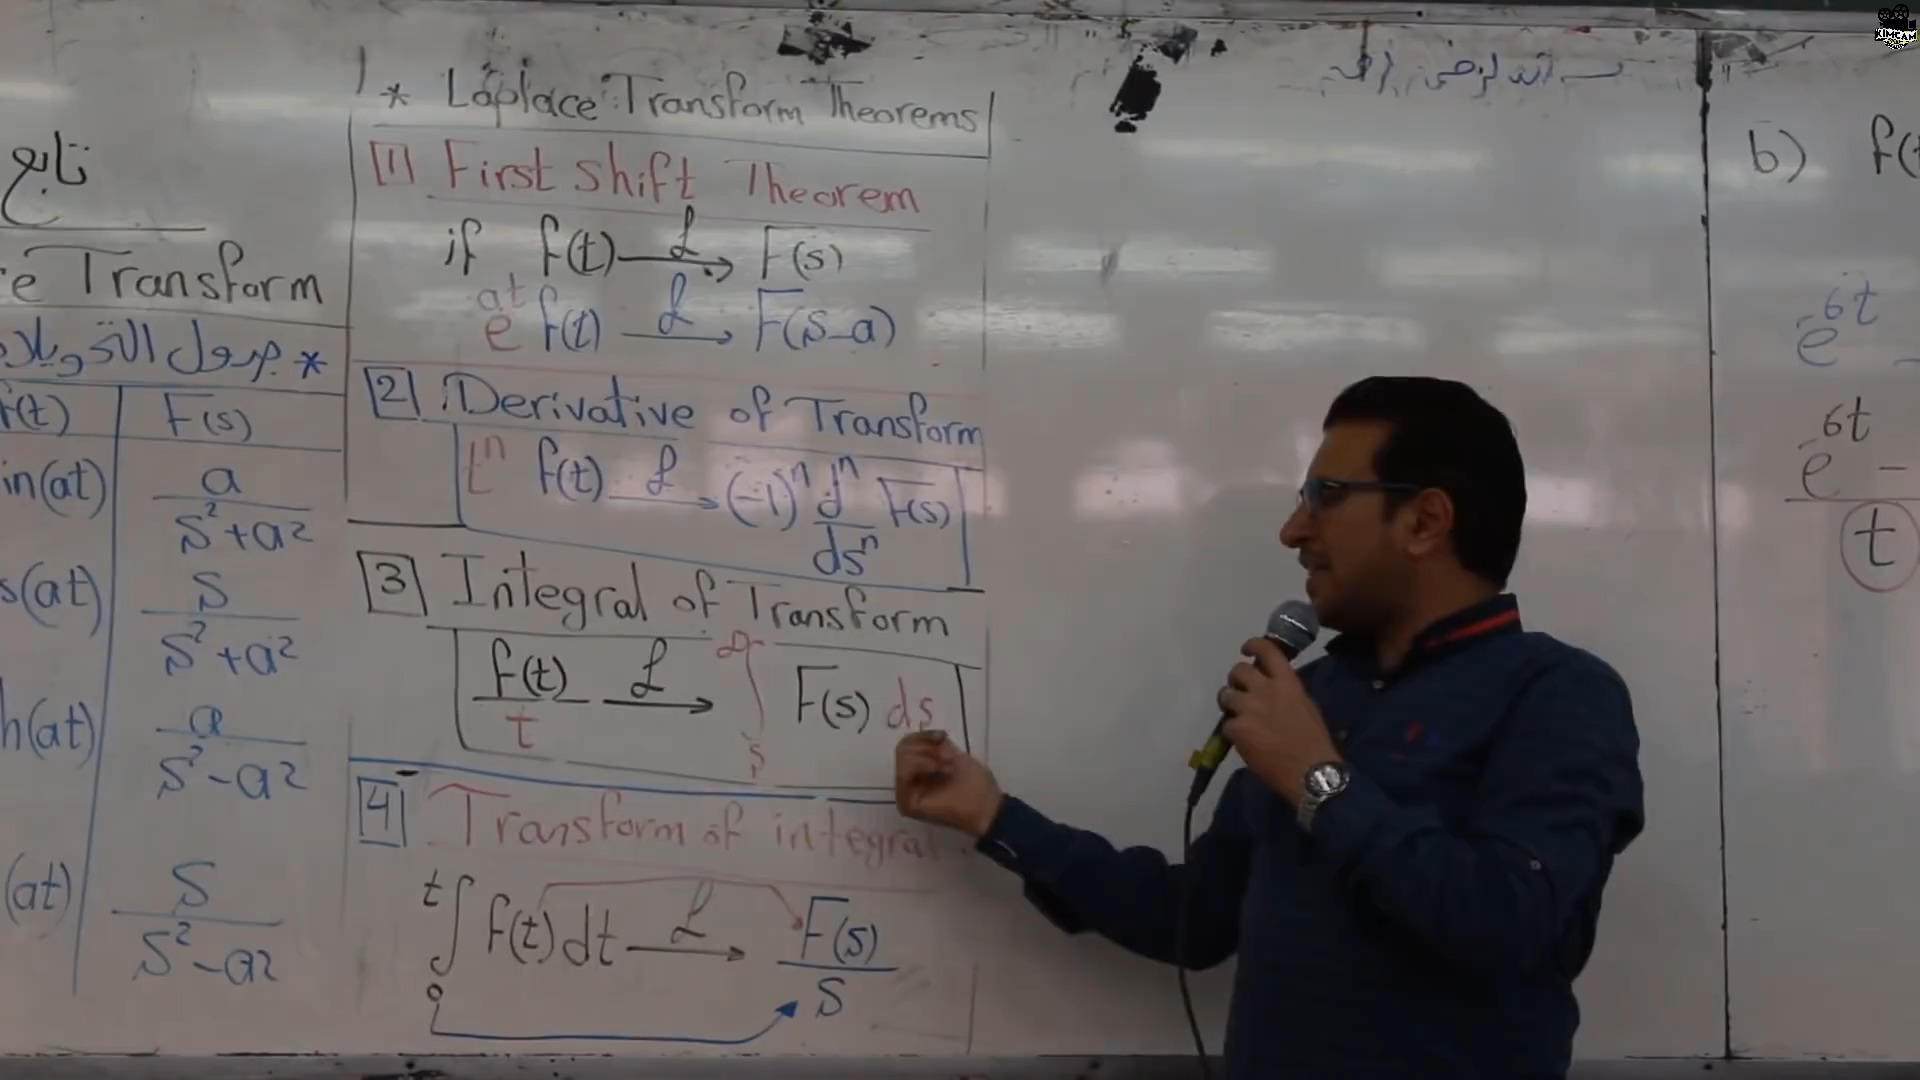 تابع
e Transform
* جدول التحويلا
f(t) F(s)
in(at) a / s²+a²
s(at) s / s²+a²
h(at) a / s²-a²
(at) s / s²-a²
* Laplace Transform Theorems
[1] First Shift Theorem
if f(t) —ℒ→ F(s)
e^at f(t) —ℒ→ F(s-a)
[2] Derivative of Transform
t^n f(t) —ℒ→ (-1)^n d^n/ds^n F(s)
[3] Integral of Transform
f(t)/t —ℒ→ ∫_s^∞ F(s) ds
[4] Transform of integral
∫_0^t f(t) dt —ℒ→ F(s)/s
b) f(t
e^6t -
e^6t - / t
KIMCAM